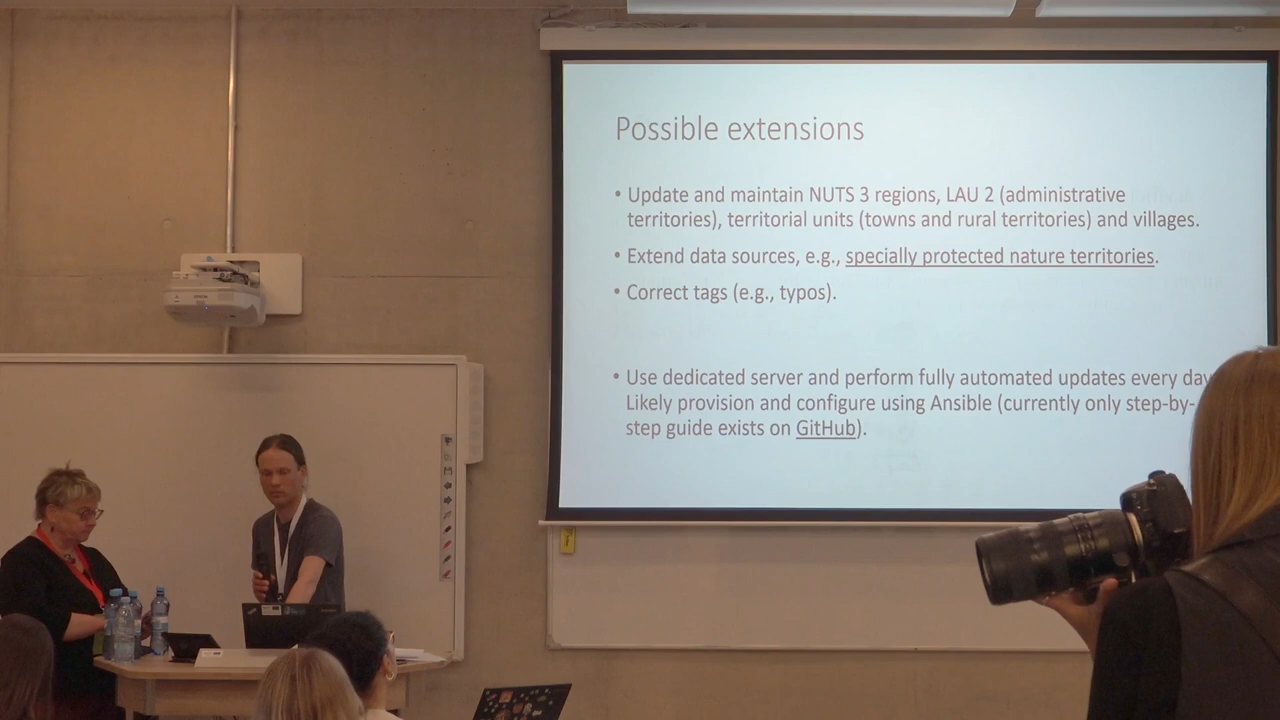 Possible extensions
• Update and maintain NUTS 3 regions, LAU 2 (administrative
territories), territorial units (towns and rural territories) and villages.
• Extend data sources, e.g., specially protected nature territories.
• Correct tags (e.g., typos).
• Use dedicated server and perform fully automated updates every day
Likely provision and configure using Ansible (currently only step-by-
step guide exists on GitHub).
EPSON